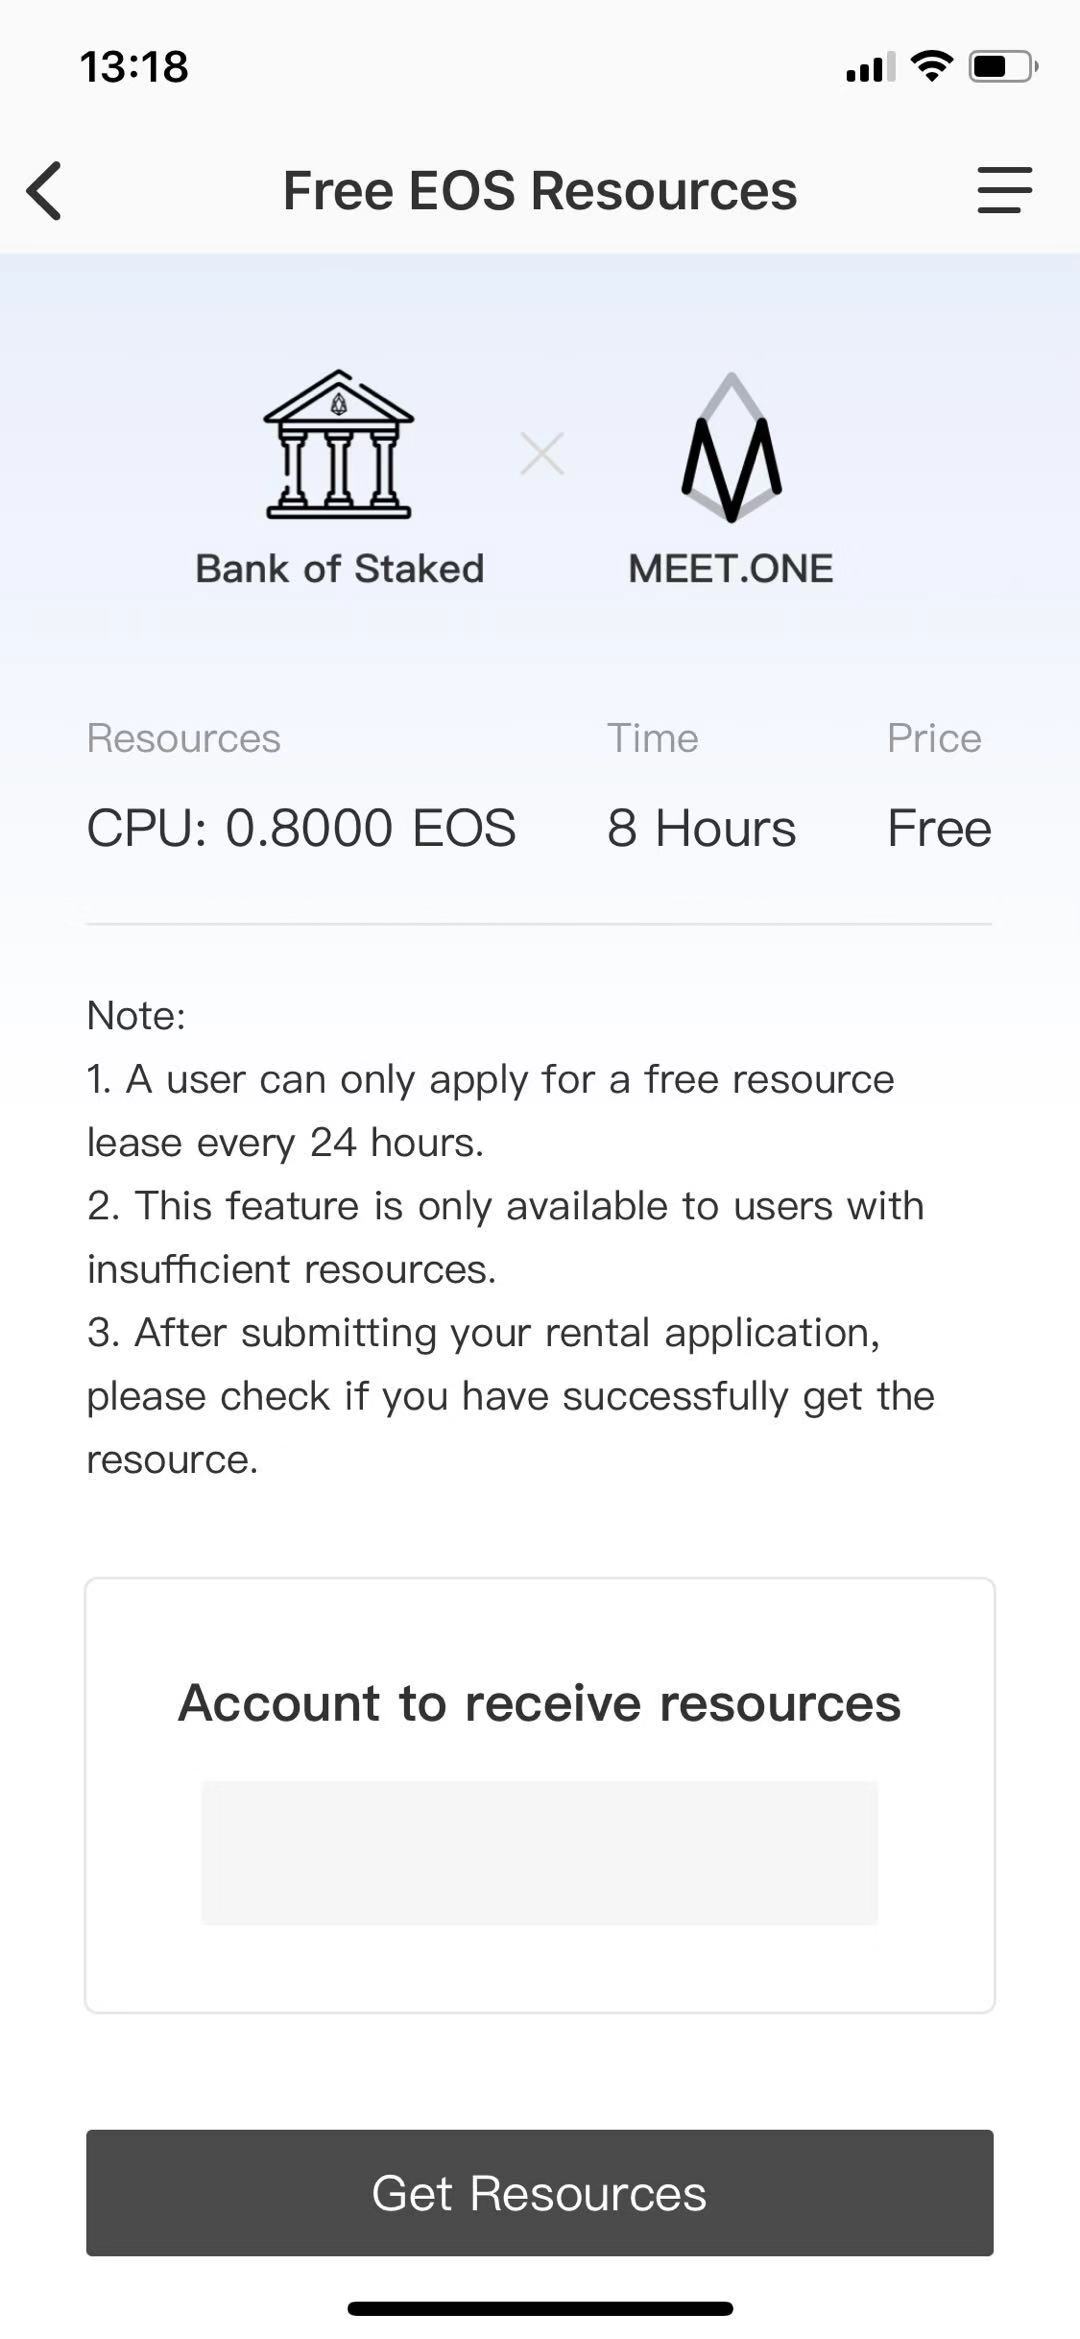 13:18
Free EOS Resources
Bank of Staked
MEET.ONE
Resources Time Price
CPU: 0.8000 EOS 8 Hours Free
Note:
1. A user can only apply for a free resource
lease every 24 hours.
2. This feature is only available to users with
insufficient resources.
3. After submitting your rental application,
please check if you have successfully get the
resource.
Account to receive resources
Get Resources